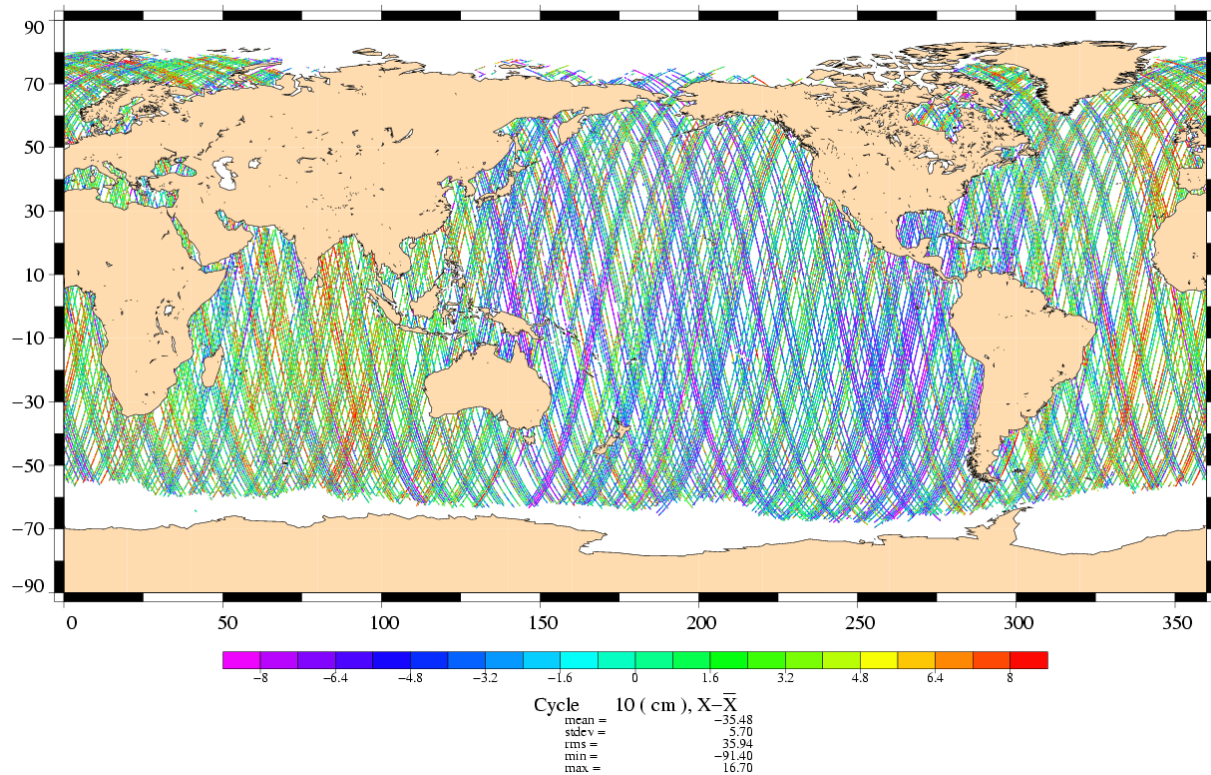 90
70
50
30
10
−10
−30
−50
−70
−90
0 50 100 150 200 250 300 350
−8 −6.4 −4.8 −3.2 −1.6 0 1.6 3.2 4.8 6.4 8
Cycle 10 ( cm ), X−X̅
mean = −35.48
stdev = 5.70
rms = 35.94
min = −91.40
max = 16.70